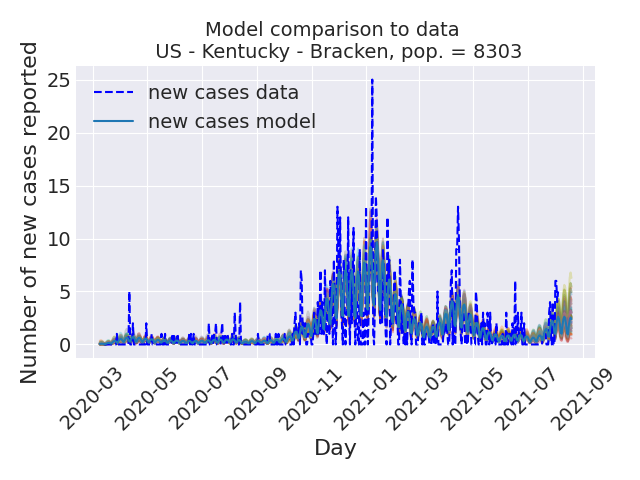 Model comparison to data
US - Kentucky - Bracken, pop. = 8303
Number of new cases reported
25
20
15
10
5
0
new cases data
new cases model
2020-03
2020-05
2020-07
2020-09
2020-11
2021-01
2021-03
2021-05
2021-07
2021-09
Day